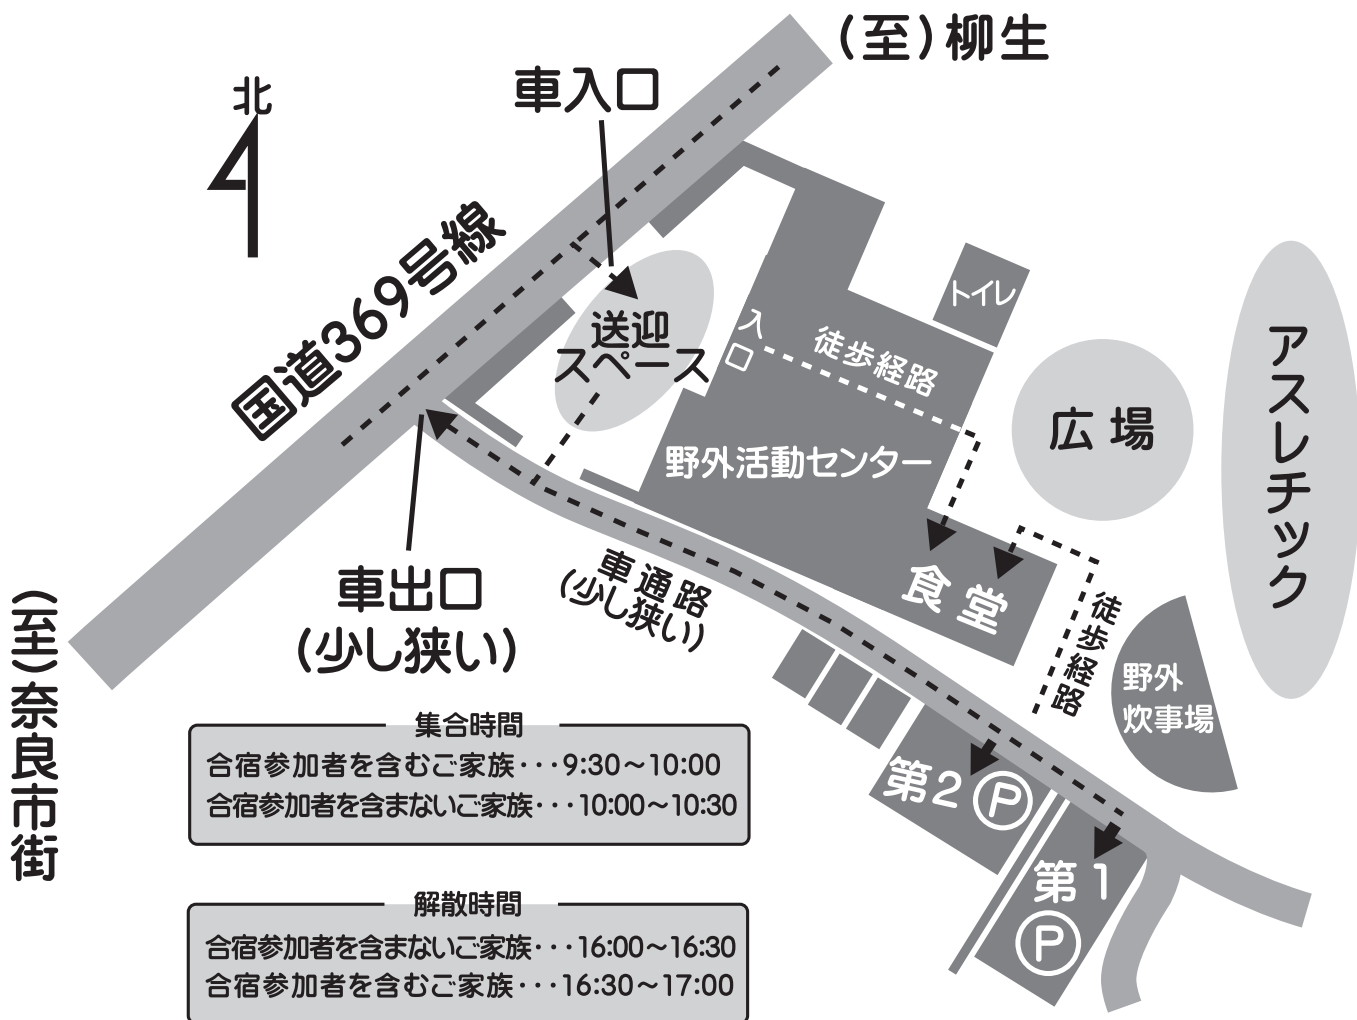 (至)柳生
北
車入口
国道369号線
トイレ
送迎
スペース
入口
徒歩経路
広場
アスレチック
野外活動センター
車出口
(少し狭い)
車通路
(少し狭い)
食堂
徒歩経路
野外
炊事場
(至)奈良市街
第2 P
第1
P
集合時間
合宿参加者を含むご家族・・・9:30～10:00
合宿参加者を含まないご家族・・・10:00～10:30
解散時間
合宿参加者を含まないご家族・・・16:00～16:30
合宿参加者を含むご家族・・・16:30～17:00